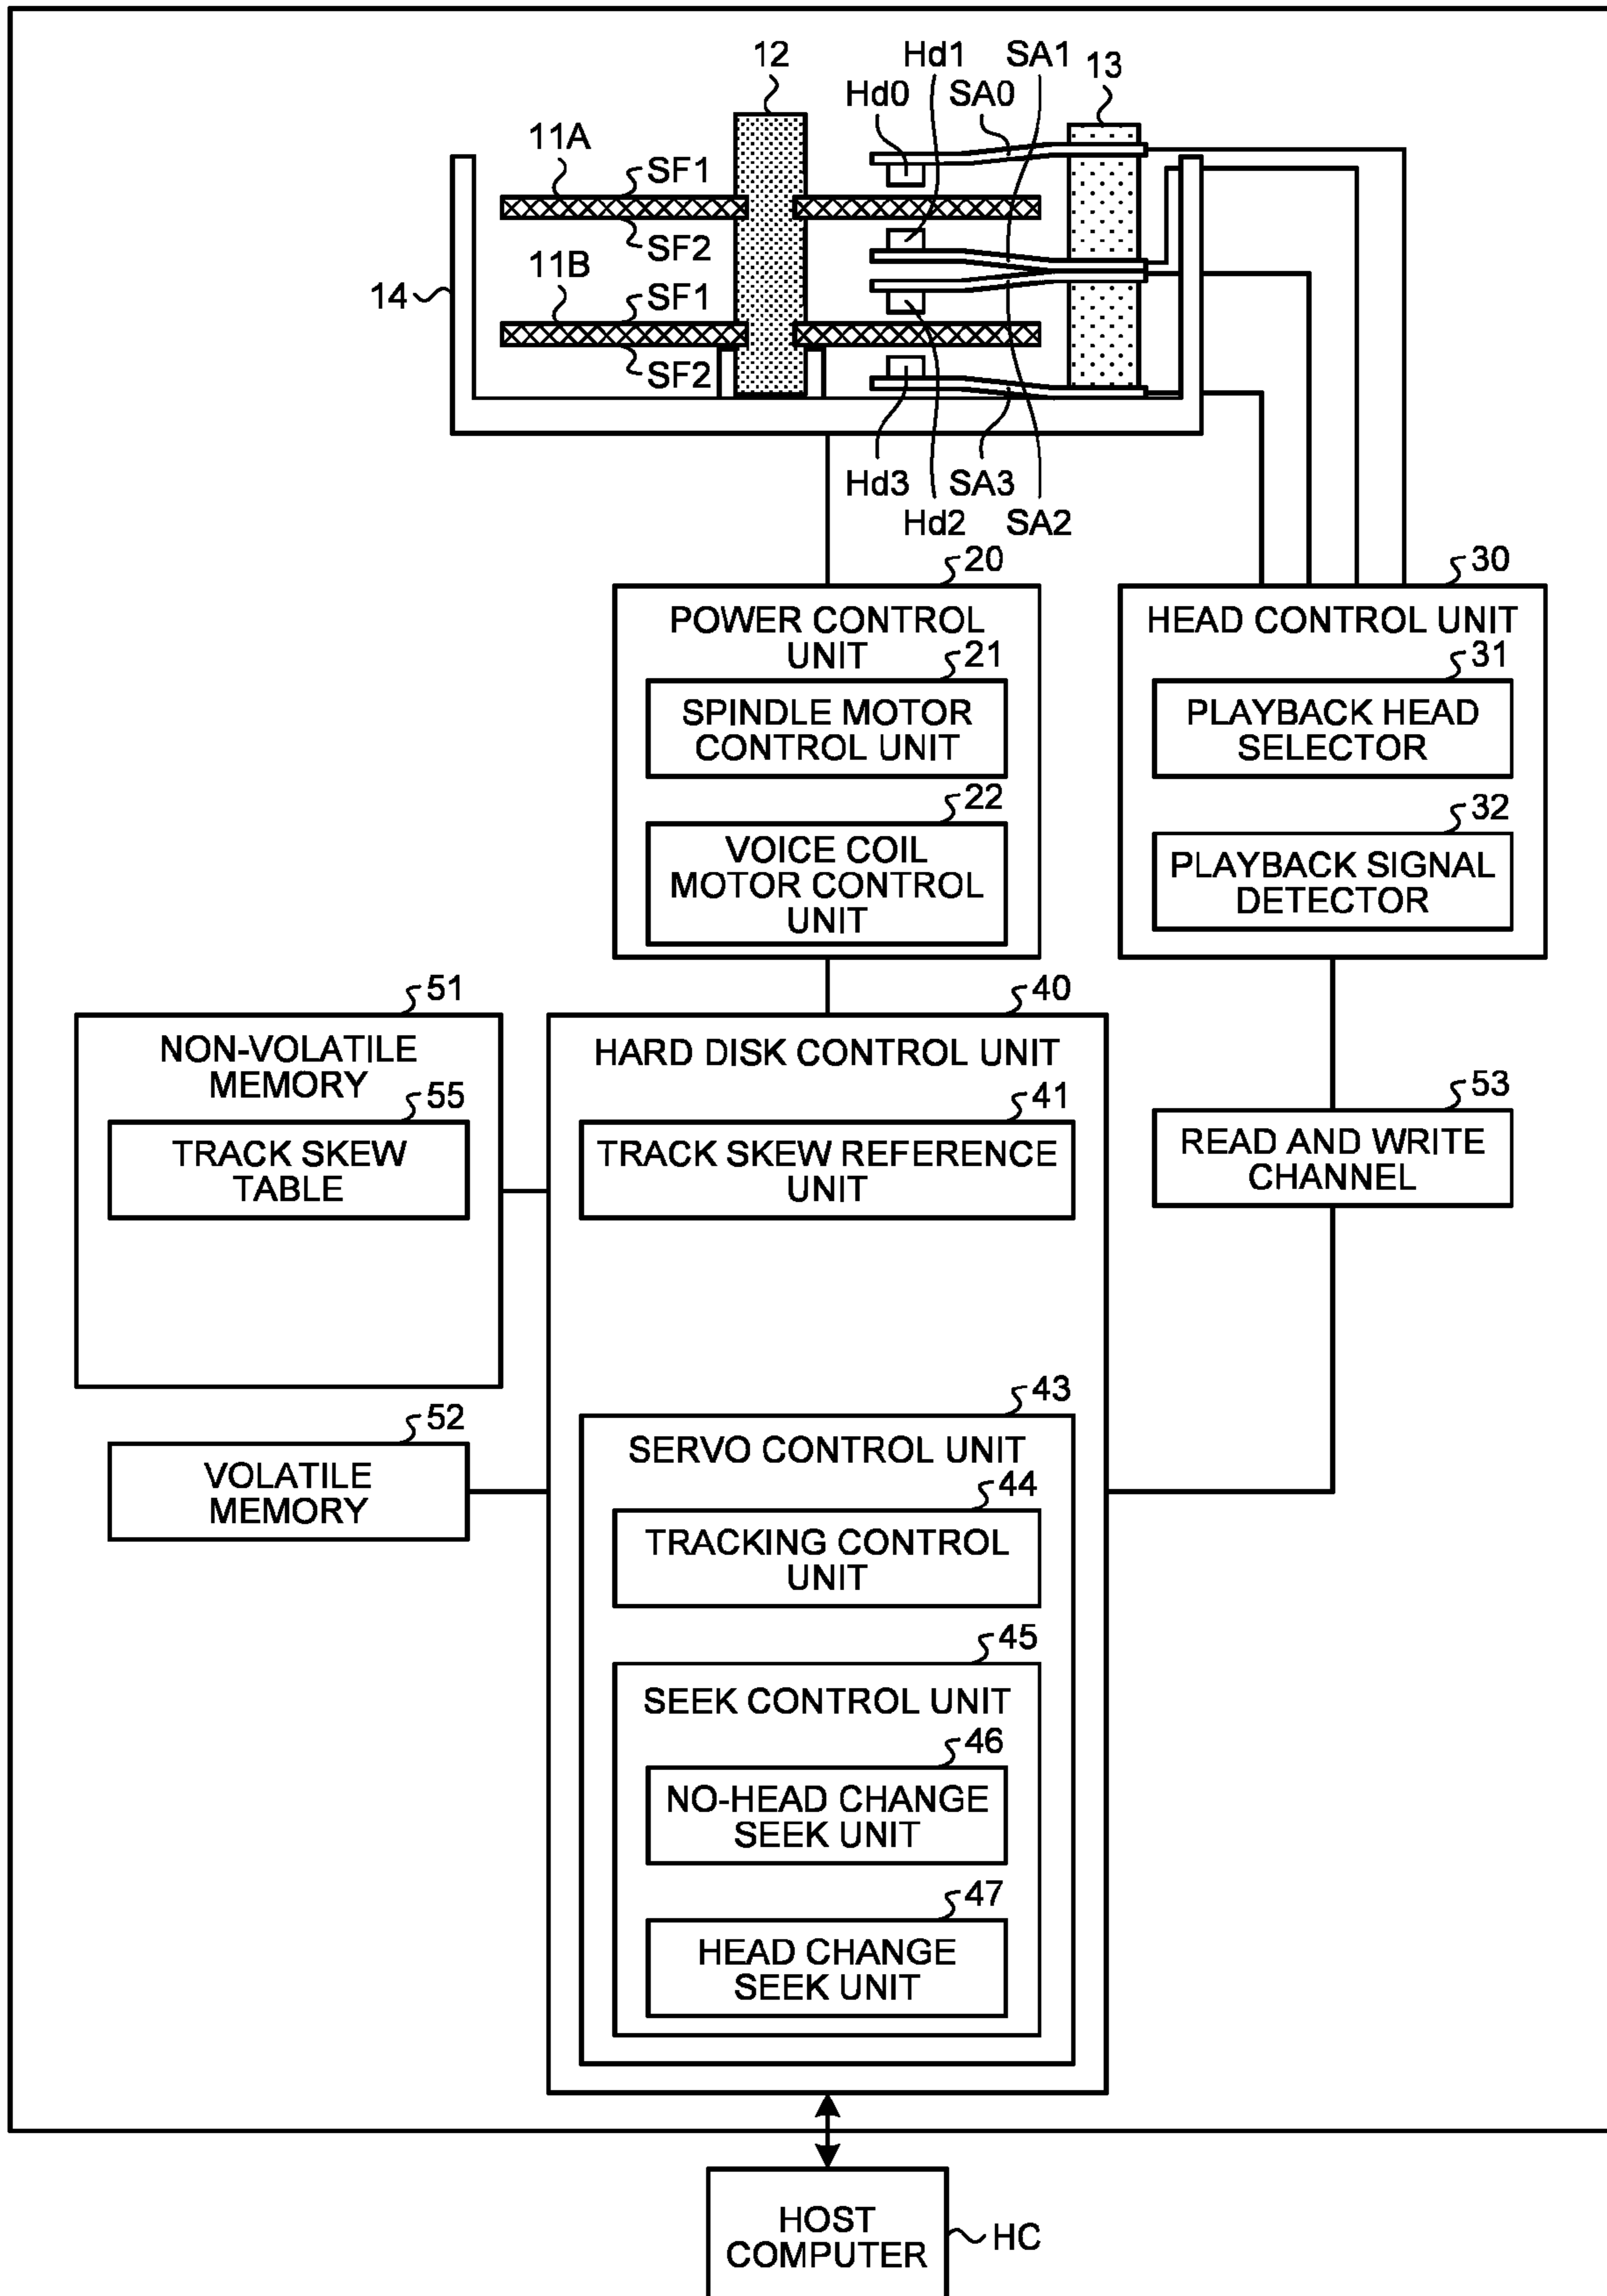 12
Hd1
SA1
13
Hd0
SA0
11A
SF1
SF2
11B
14
SF1
SF2
Hd3
SA3
Hd2
SA2
20
POWER CONTROL
UNIT
21
SPINDLE MOTOR
CONTROL UNIT
22
VOICE COIL
MOTOR CONTROL
UNIT
30
HEAD CONTROL UNIT
31
PLAYBACK HEAD
SELECTOR
32
PLAYBACK SIGNAL
DETECTOR
51
NON-VOLATILE
MEMORY
55
TRACK SKEW
TABLE
52
VOLATILE
MEMORY
40
HARD DISK CONTROL UNIT
41
TRACK SKEW REFERENCE
UNIT
43
SERVO CONTROL UNIT
44
TRACKING CONTROL
UNIT
45
SEEK CONTROL UNIT
46
NO-HEAD CHANGE
SEEK UNIT
47
HEAD CHANGE
SEEK UNIT
53
READ AND WRITE
CHANNEL
HOST
COMPUTER
HC